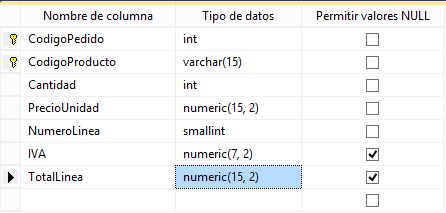 Nombre de columna Tipo de datos Permitir valores NULL
CodigoPedido int
CodigoProducto varchar(15)
Cantidad int
PrecioUnidad numeric(15, 2)
NumeroLinea smallint
IVA numeric(7, 2)
TotalLinea numeric(15, 2)